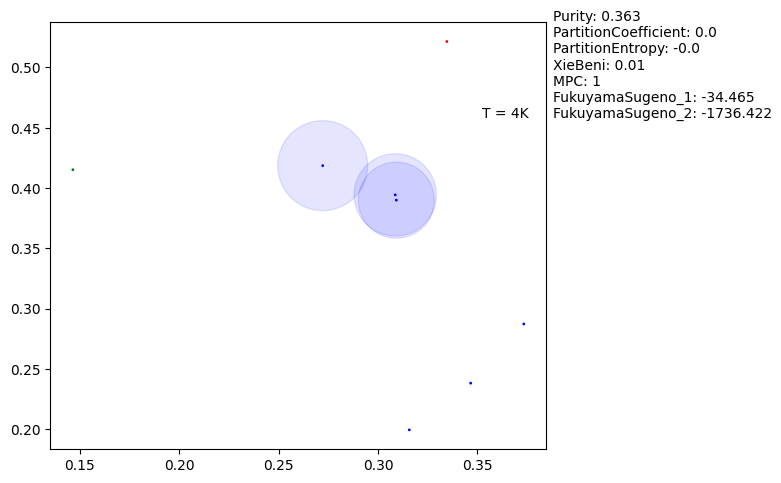 Purity: 0.363
PartitionCoefficient: 0.0
PartitionEntropy: -0.0
XieBeni: 0.01
MPC: 1
FukuyamaSugeno_1: -34.465
FukuyamaSugeno_2: -1736.422
T = 4K
0.50
0.45
0.40
0.35
0.30
0.25
0.20
0.15
0.20
0.25
0.30
0.35